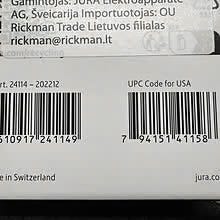 Gamintojas: JURA Elektroapparate
AG, Šveicarija Importuotojas: OU
Rickman Trade Lietuvos filialas
rickman@rickman.lt
rt. 24114 – 202212
UPC Code for USA
610917 241149
7 94151 41158
e in Switzerland
jura.co